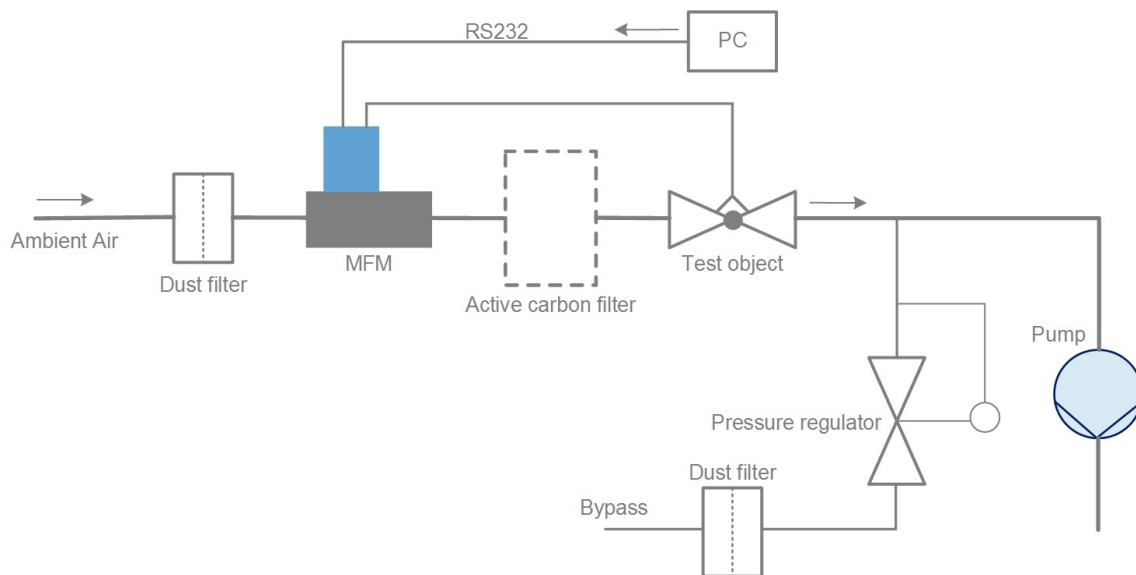 RS232
PC
Ambient Air
Dust filter
MFM
Active carbon filter
Test object
Pump
Pressure regulator
Dust filter
Bypass